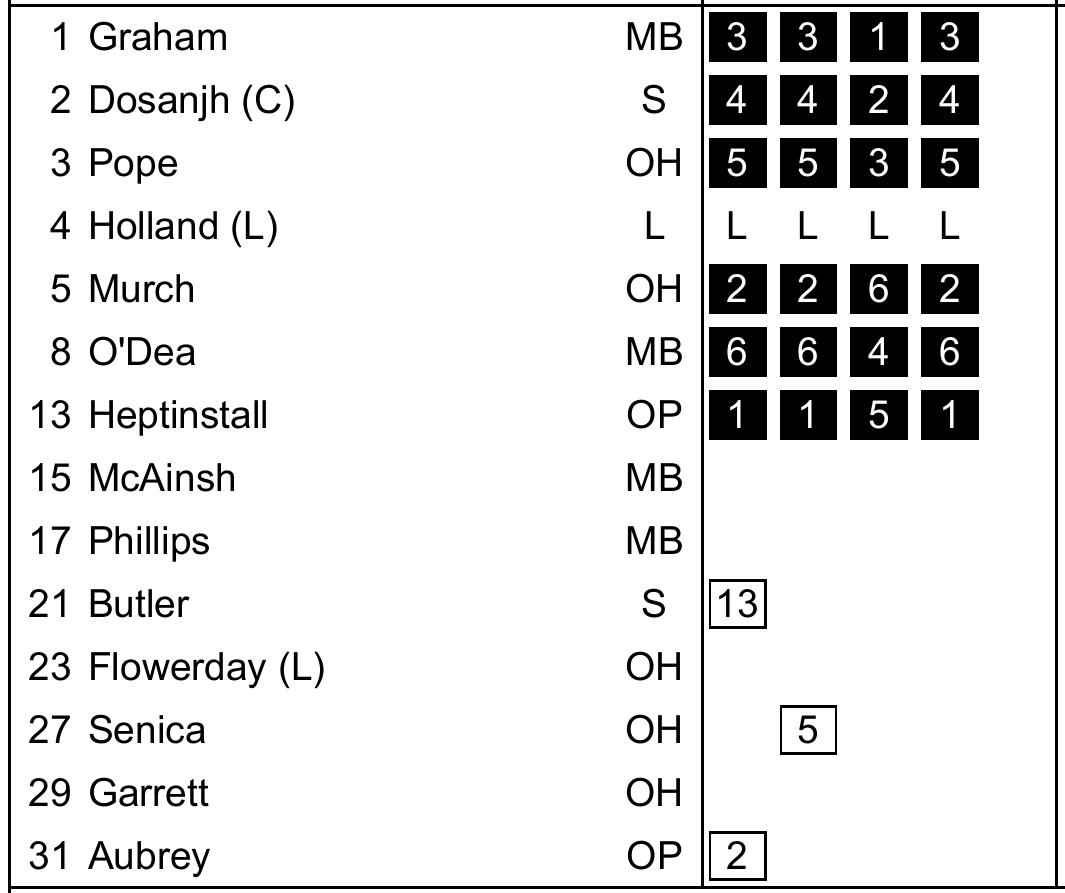 1 Graham MB 3 3 1 3
2 Dosanjh (C) S 4 4 2 4
3 Pope OH 5 5 3 5
4 Holland (L) L L L L L
5 Murch OH 2 2 6 2
8 O'Dea MB 6 6 4 6
13 Heptinstall OP 1 1 5 1
15 McAinsh MB
17 Phillips MB
21 Butler S 13
23 Flowerday (L) OH
27 Senica OH 5
29 Garrett OH
31 Aubrey OP 2